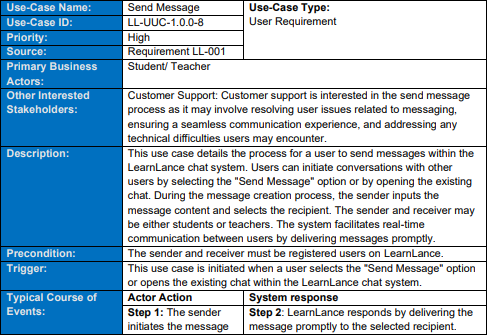 Use-Case Name: Send Message Use-Case Type:
Use-Case ID: LL-UUC-1.0.0-8 User Requirement
Priority: High
Source: Requirement LL-001
Primary Business Student/ Teacher
Actors:
Other Interested Customer Support: Customer support is interested in the send message
Stakeholders: process as it may involve resolving user issues related to messaging,
ensuring a seamless communication experience, and addressing any
technical difficulties users may encounter.
Description: This use case details the process for a user to send messages within the
LearnLance chat system. Users can initiate conversations with other
users by selecting the "Send Message" option or by opening the existing
chat. During the message creation process, the sender inputs the
message content and selects the recipient. The sender and receiver may
be either students or teachers. The system facilitates real-time
communication between users by delivering messages promptly.
Precondition: The sender and receiver must be registered users on LearnLance.
Trigger: This use case is initiated when a user selects the "Send Message" option
or opens the existing chat within the LearnLance chat system.
Typical Course of Actor Action System response
Events: Step 1: The sender Step 2: LearnLance responds by delivering the
initiates the message message promptly to the selected recipient.